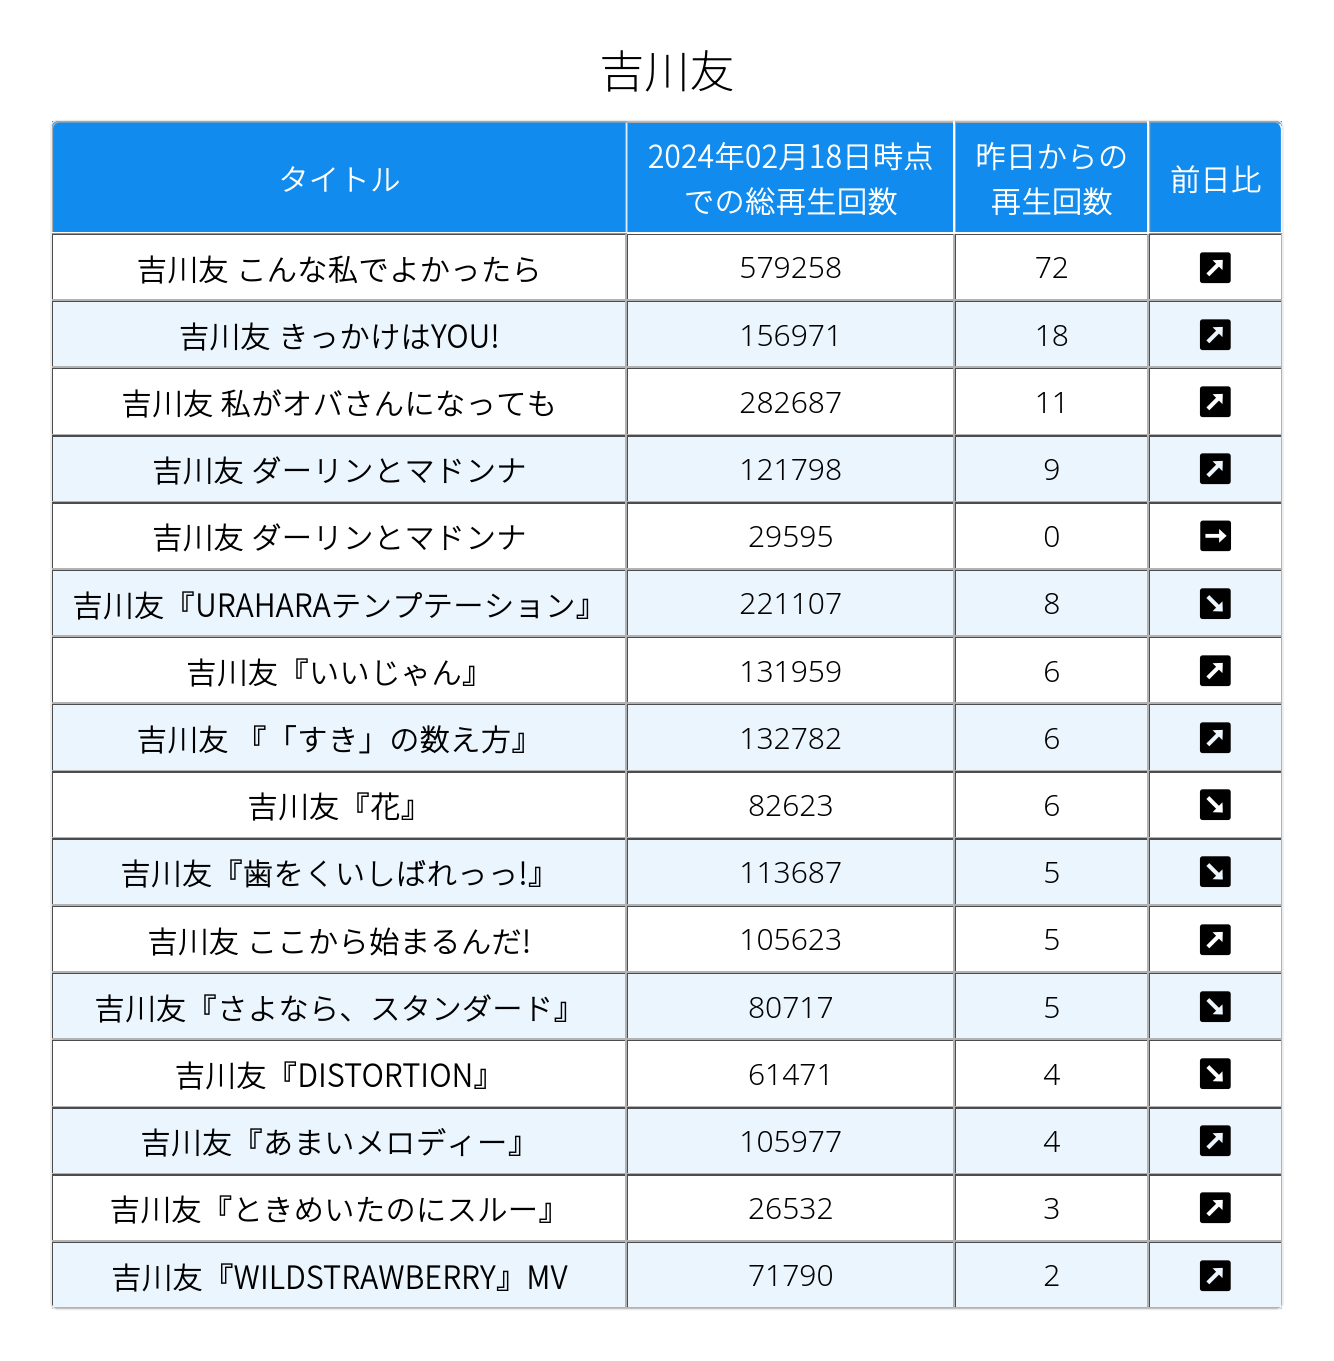 吉川友
タイトル
2024年02月18日時点
での総再生回数
昨日からの
再生回数
前日比
吉川友 こんな私でよかったら 579258 72
吉川友 きっかけはYOU! 156971 18
吉川友 私がオバさんになっても 282687 11
吉川友 ダーリンとマドンナ 121798 9
吉川友 ダーリンとマドンナ 29595 0
吉川友『URAHARAテンプテーション』 221107 8
吉川友『いいじゃん』 131959 6
吉川友 『「すき」の数え方』 132782 6
吉川友『花』 82623 6
吉川友『歯をくいしばれっっ!』 113687 5
吉川友 ここから始まるんだ! 105623 5
吉川友『さよなら、スタンダード』 80717 5
吉川友『DISTORTION』 61471 4
吉川友『あまいメロディー』 105977 4
吉川友『ときめいたのにスルー』 26532 3
吉川友『WILDSTRAWBERRY』MV 71790 2